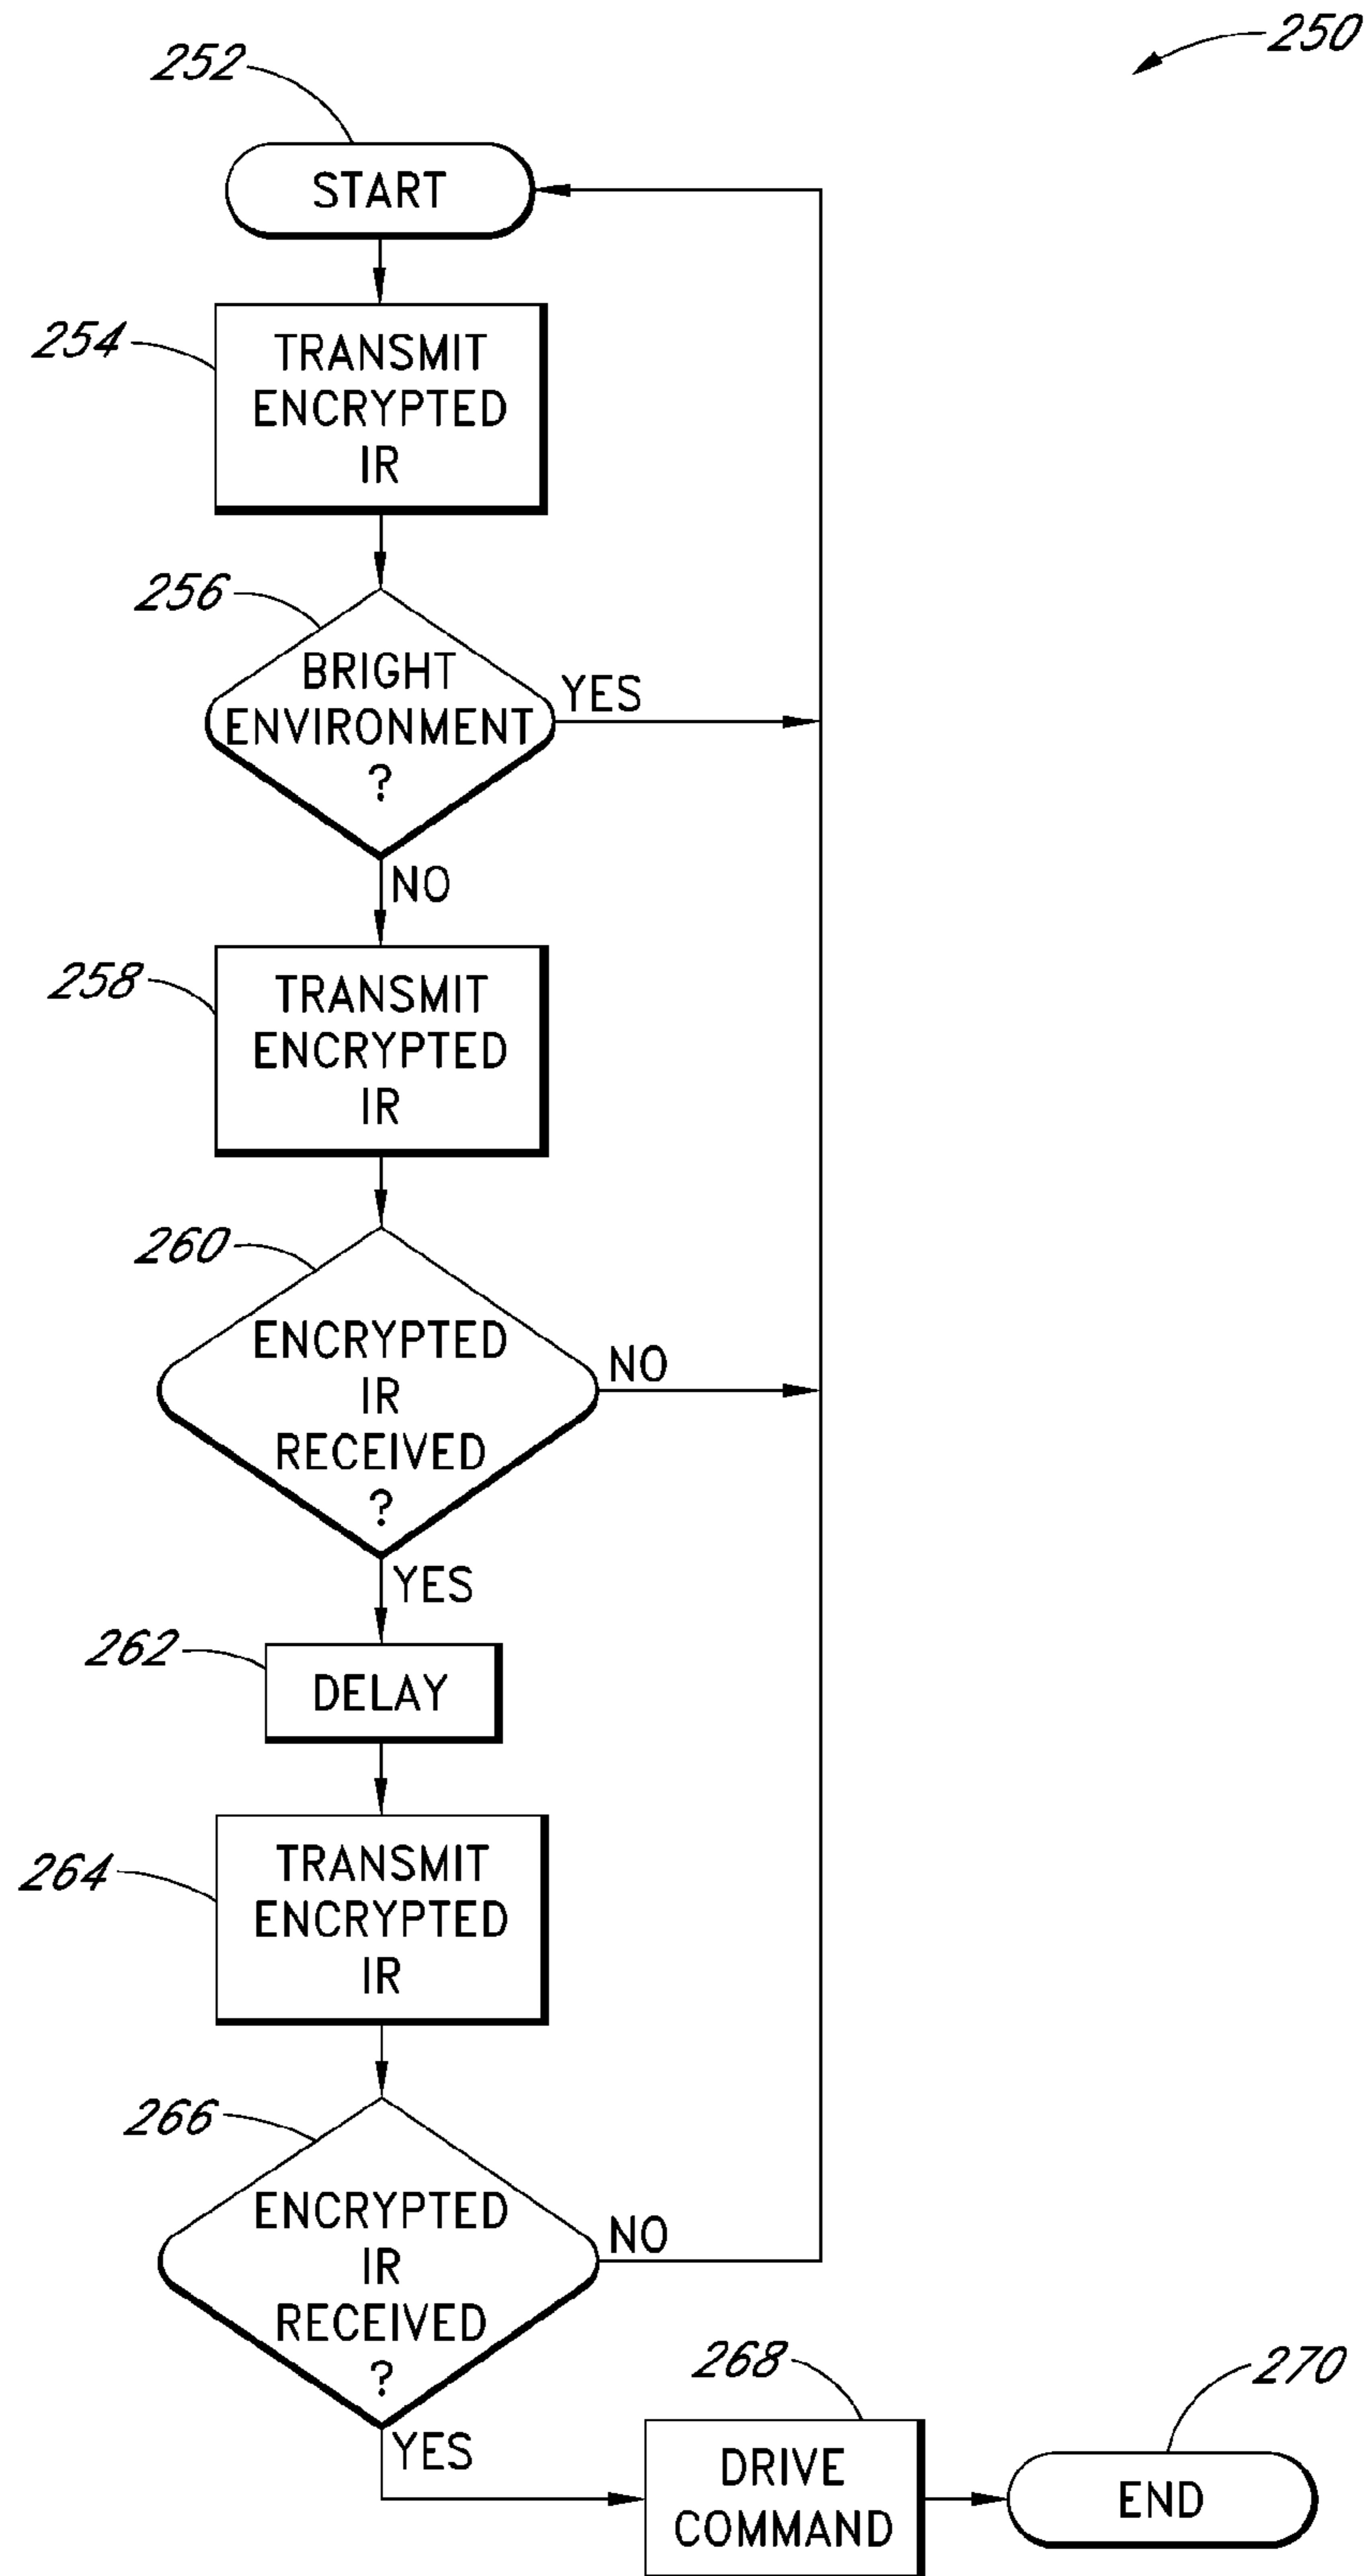 250
252
START
254
TRANSMIT
ENCRYPTED
IR
256
BRIGHT
ENVIRONMENT
?
YES
NO
258
TRANSMIT
ENCRYPTED
IR
260
ENCRYPTED
IR
RECEIVED
?
NO
YES
262
DELAY
264
TRANSMIT
ENCRYPTED
IR
266
ENCRYPTED
IR
RECEIVED
?
NO
YES
268
DRIVE
COMMAND
270
END